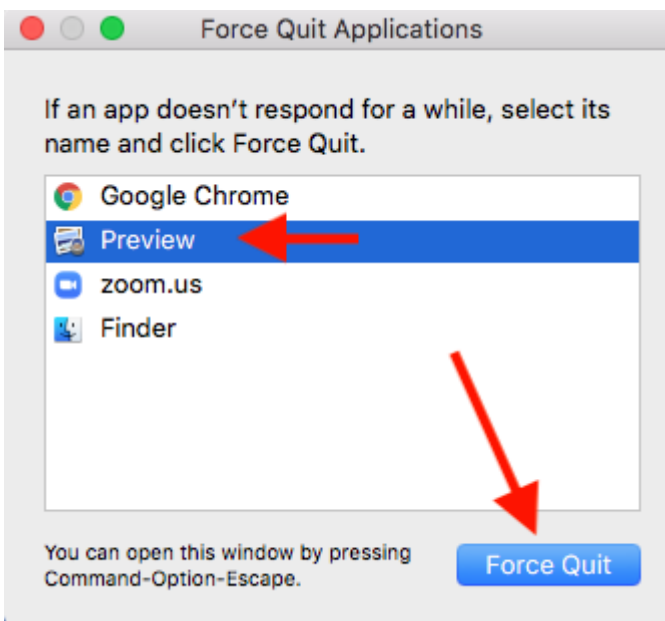 Force Quit Applications
If an app doesn’t respond for a while, select its
name and click Force Quit.
Google Chrome
Preview
zoom.us
Finder
You can open this window by pressing
Command-Option-Escape.
Force Quit